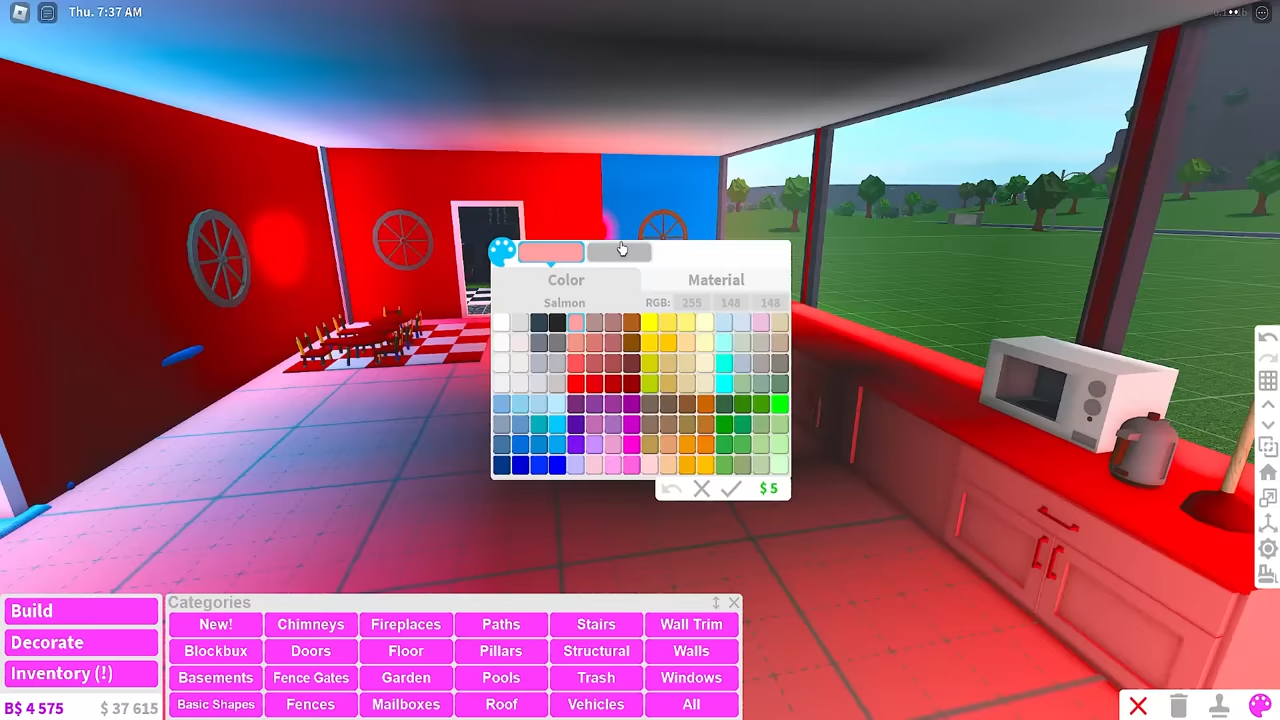 Thu. 7:37 AM
Color
Material
Salmon
RGB: 255 148 148
$ 5
Build
Decorate
Inventory (!)
B$ 4 575 $ 37 615
Categories
New! Chimneys Fireplaces Paths Stairs Wall Trim
Blockbux Doors Floor Pillars Structural Walls
Basements Fence Gates Garden Pools Trash Windows
Basic Shapes Fences Mailboxes Roof Vehicles All